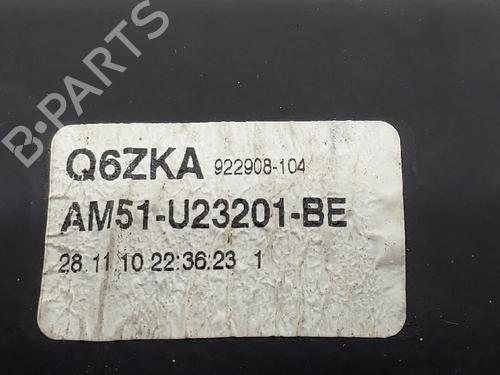 B-PARTS
Q6ZKA 922908-104
AM51-U23201-BE
28.11.10 22:36:23 1